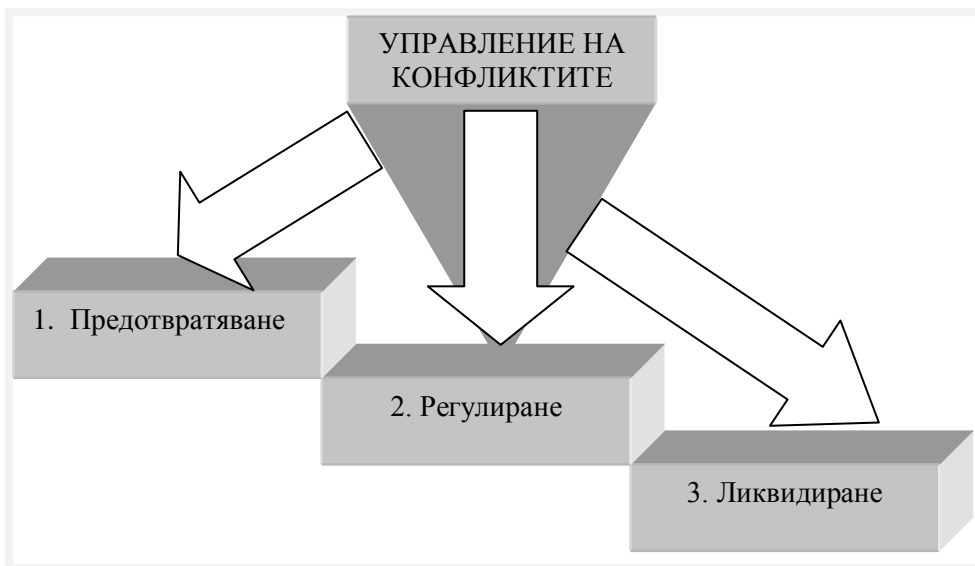 УПРАВЛЕНИЕ НА
КОНФЛИКТИТЕ
1. Предотвратяване
2. Регулиране
3. Ликвидиране